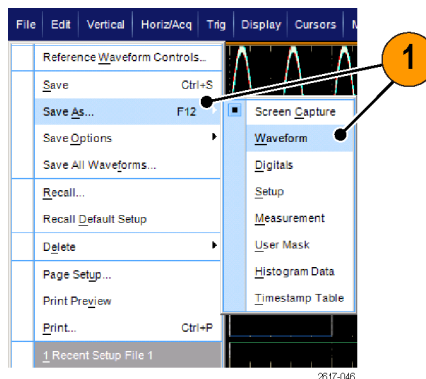 File Edit Vertical Horiz/Acq Trig Display Cursors
Reference Waveform Controls...
Save Ctrl+S
Save As... F12
Save Options
Save All Waveforms...
Recall...
Recall Default Setup
Delete
Page Setup...
Print Preview
Print... Ctrl+P
1 Recent Setup File 1
Screen Capture
Waveform
Digitals
Setup
Measurement
User Mask
Histogram Data
Timestamp Table
1
2617-046